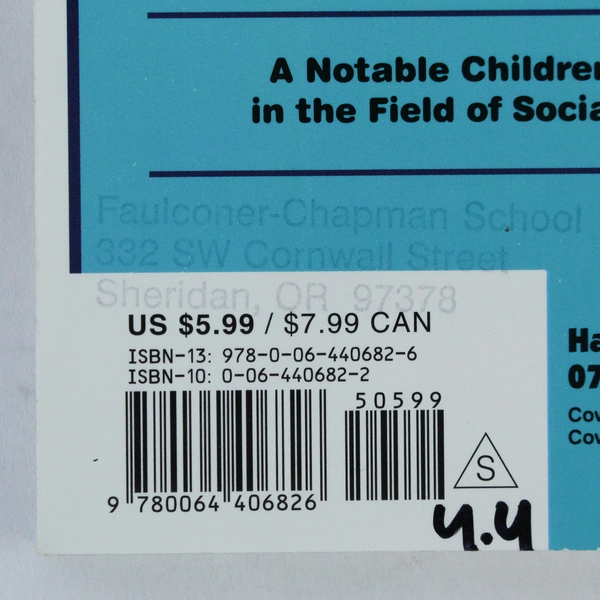 A Notable Children
in the Field of Socia
Faulconer-Chapman School
332 SW Cornwall Street
Sheridan, OR 97378
US $5.99 / $7.99 CAN
ISBN-13: 978-0-06-440682-6
ISBN-10: 0-06-440682-2
50599
9 780064 406826
S
4.4
Ha
07
Cov
Cov